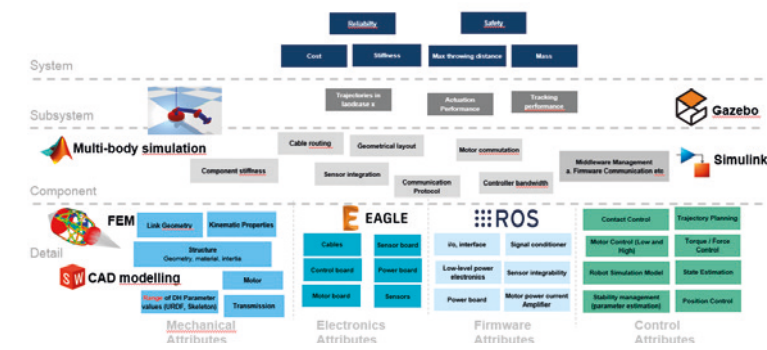 Reliabilty
Safety
Cost
Stiffness
Max throwing distance
Mass
System
Trajectories in
taskcase x
Actuation
Performance
Tracking
performance
Subsystem
Gazebo
Multi-body simulation
Cable routing
Geometrical layout
Motor commutation
Component stiffness
Sensor integration
Communication
Protocol
Controller bandwidth
Middleware Management
a. Firmware Communication etc
Simulink
Component
FEM
Link Geometry
Kinematic Properties
Structure
Geometry, material, intertia
Detail
SW
CAD modelling
Motor
Range of DH Parameter
values (URDF, Skeleton)
Transmission
Mechanical
Attributes
E EAGLE
Cables
Sensor board
Control board
Power board
Motor board
Sensors
Electronics
Attributes
ROS
i/o, interface
Signal conditioner
Low-level power
electronics
Sensor integrability
Power board
Motor power current
Amplifier
Firmware
Attributes
Contact Control
Trajectory Planning
Motor Control (Low and
High)
Torque / Force
Control
Robot Simulation Model
State Estimation
Stability management
(parameter estimation)
Position Control
Control
Attributes